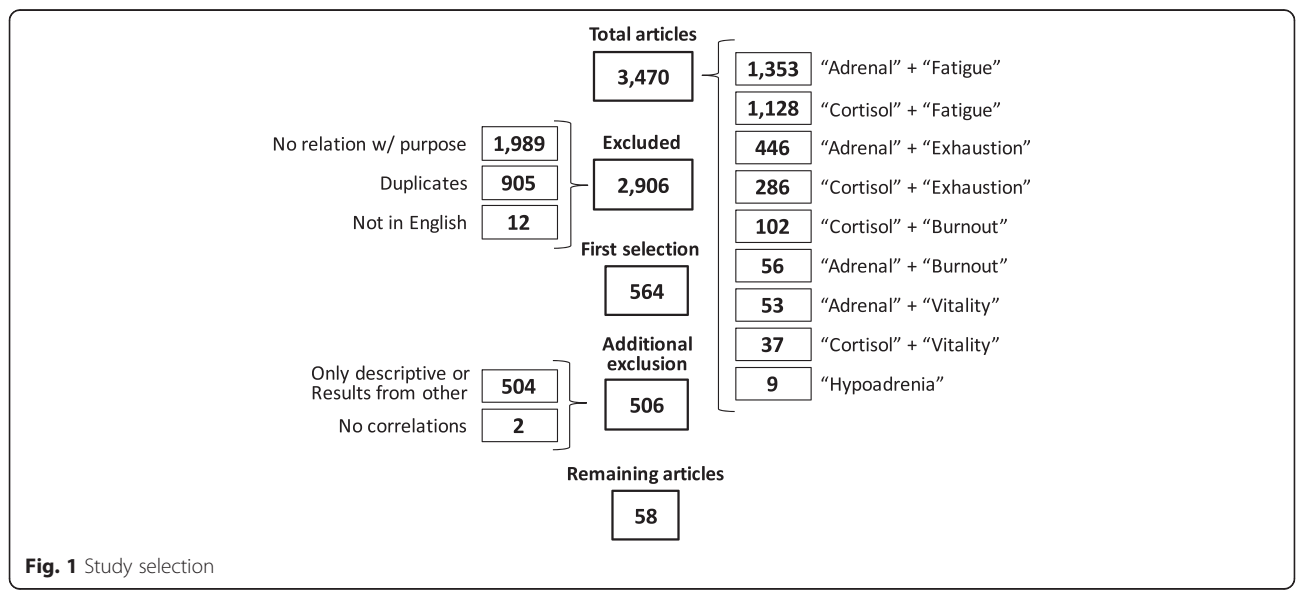 Total articles
3,470
1,353 “Adrenal” + “Fatigue”
1,128 “Cortisol” + “Fatigue”
446 “Adrenal” + “Exhaustion”
286 “Cortisol” + “Exhaustion”
102 “Cortisol” + “Burnout”
56 “Adrenal” + “Burnout”
53 “Adrenal” + “Vitality”
37 “Cortisol” + “Vitality”
9 “Hypoadrenia”
No relation w/ purpose 1,989
Duplicates 905
Not in English 12
Excluded
2,906
First selection
564
Additional
exclusion
506
Only descriptive or
Results from other
504
No correlations 2
Remaining articles
58
Fig. 1 Study selection